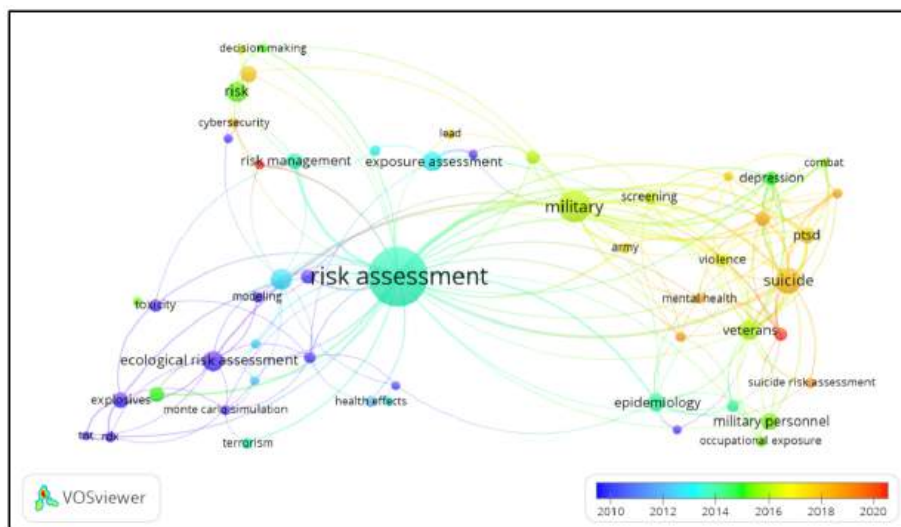 decision making
risk
cybersecurity
lead
risk management
exposure assessment
combat
depression
screening
military
ptsd
army
violence
risk assessment
suicide
modeling
mental health
toxicity
veterans
ecological risk assessment
suicide risk assessment
explosives
health effects
epidemiology
monte carlo simulation
military personnel
tnt
rdx
terrorism
occupational exposure
VOSviewer
2010 2012 2014 2016 2018 2020